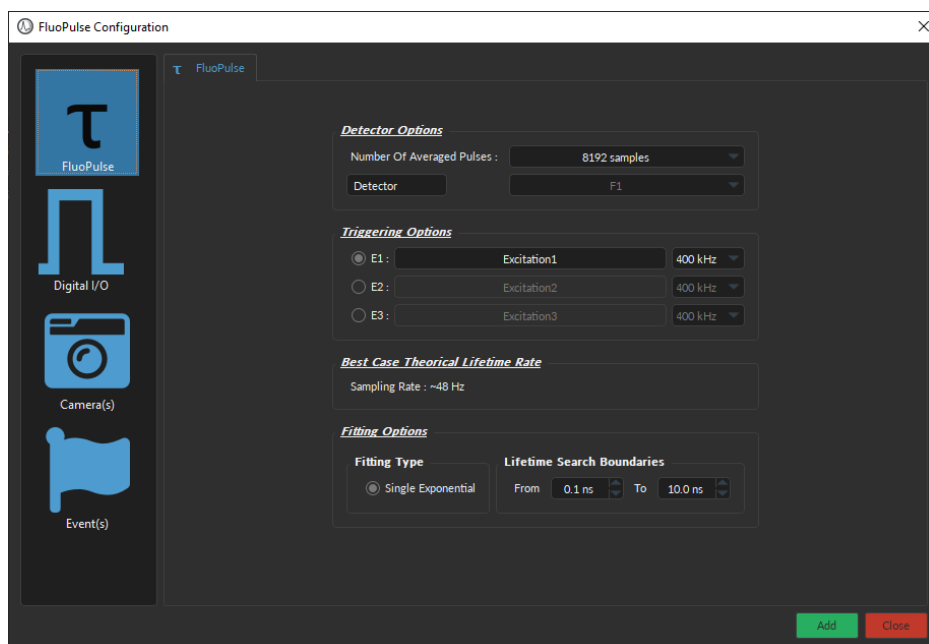 FluoPulse Configuration
τ FluoPulse
τ
FluoPulse
Digital I/O
Camera(s)
Event(s)
Detector Options
Number Of Averaged Pulses : 8192 samples
Detector F1
Triggering Options
E1 : Excitation1 400 kHz
E2 : Excitation2 400 kHz
E3 : Excitation3 400 kHz
Best Case Theorical Lifetime Rate
Sampling Rate : ~48 Hz
Fitting Options
Fitting Type Lifetime Search Boundaries
Single Exponential From 0.1 ns To 10.0 ns
Add Close